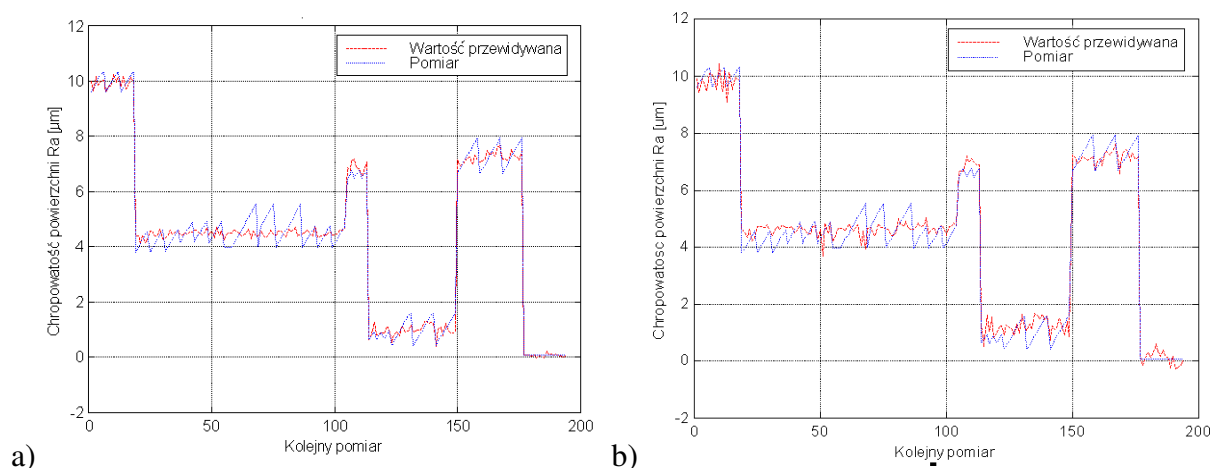 12
10
8
6
4
2
0
-2
0
50
100
150
200
Chropowatość powierzchni Ra [μm]
Kolejny pomiar
Wartość przewidywana
Pomiar
a)
12
10
8
6
4
2
0
-2
0
50
100
150
200
Chropowatosc powierzchni Ra [μm]
Kolejny pomiar
Wartość przewidywana
Pomiar
b)